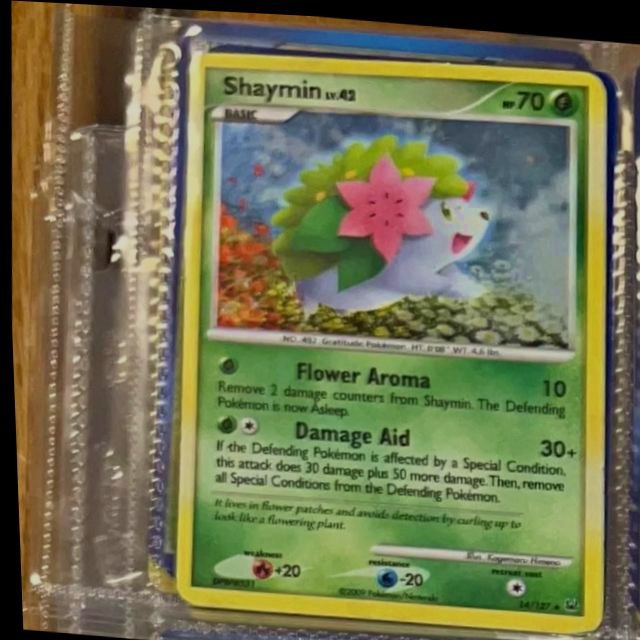 Shaymin LV.42
HP 70
BASIC
NO. 492 Gratitude Pokémon HT. 0'08" WT. 4.6 lbs.
Flower Aroma 10
Remove 2 damage counters from Shaymin. The Defending
Pokémon is now Asleep.
Damage Aid 30+
If the Defending Pokémon is affected by a Special Condition,
this attack does 30 damage plus 50 more damage. Then, remove
all Special Conditions from the Defending Pokémon.
It lives in flower patches and avoids detection by curling up to
look like a flowering plant.
Illus. Kagemaru Himeno
weakness resistance retreat cost
+20 -20
©2009 Pokémon/Nintendo
14/127